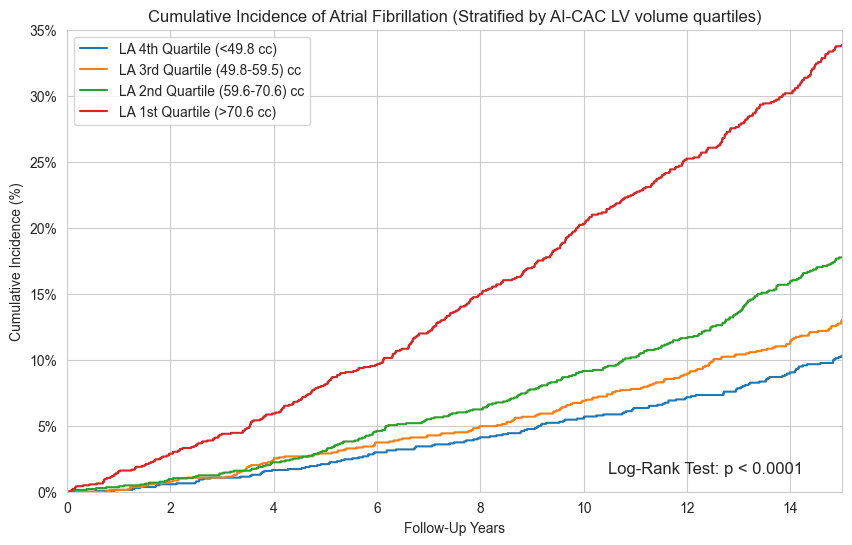 Cumulative Incidence of Atrial Fibrillation (Stratified by AI-CAC LV volume quartiles)
35%
30%
25%
20%
15%
10%
5%
0%
Cumulative Incidence (%)
LA 4th Quartile (<49.8 cc)
LA 3rd Quartile (49.8-59.5) cc
LA 2nd Quartile (59.6-70.6) cc
LA 1st Quartile (>70.6 cc)
Log-Rank Test: p < 0.0001
0 2 4 6 8 10 12 14
Follow-Up Years